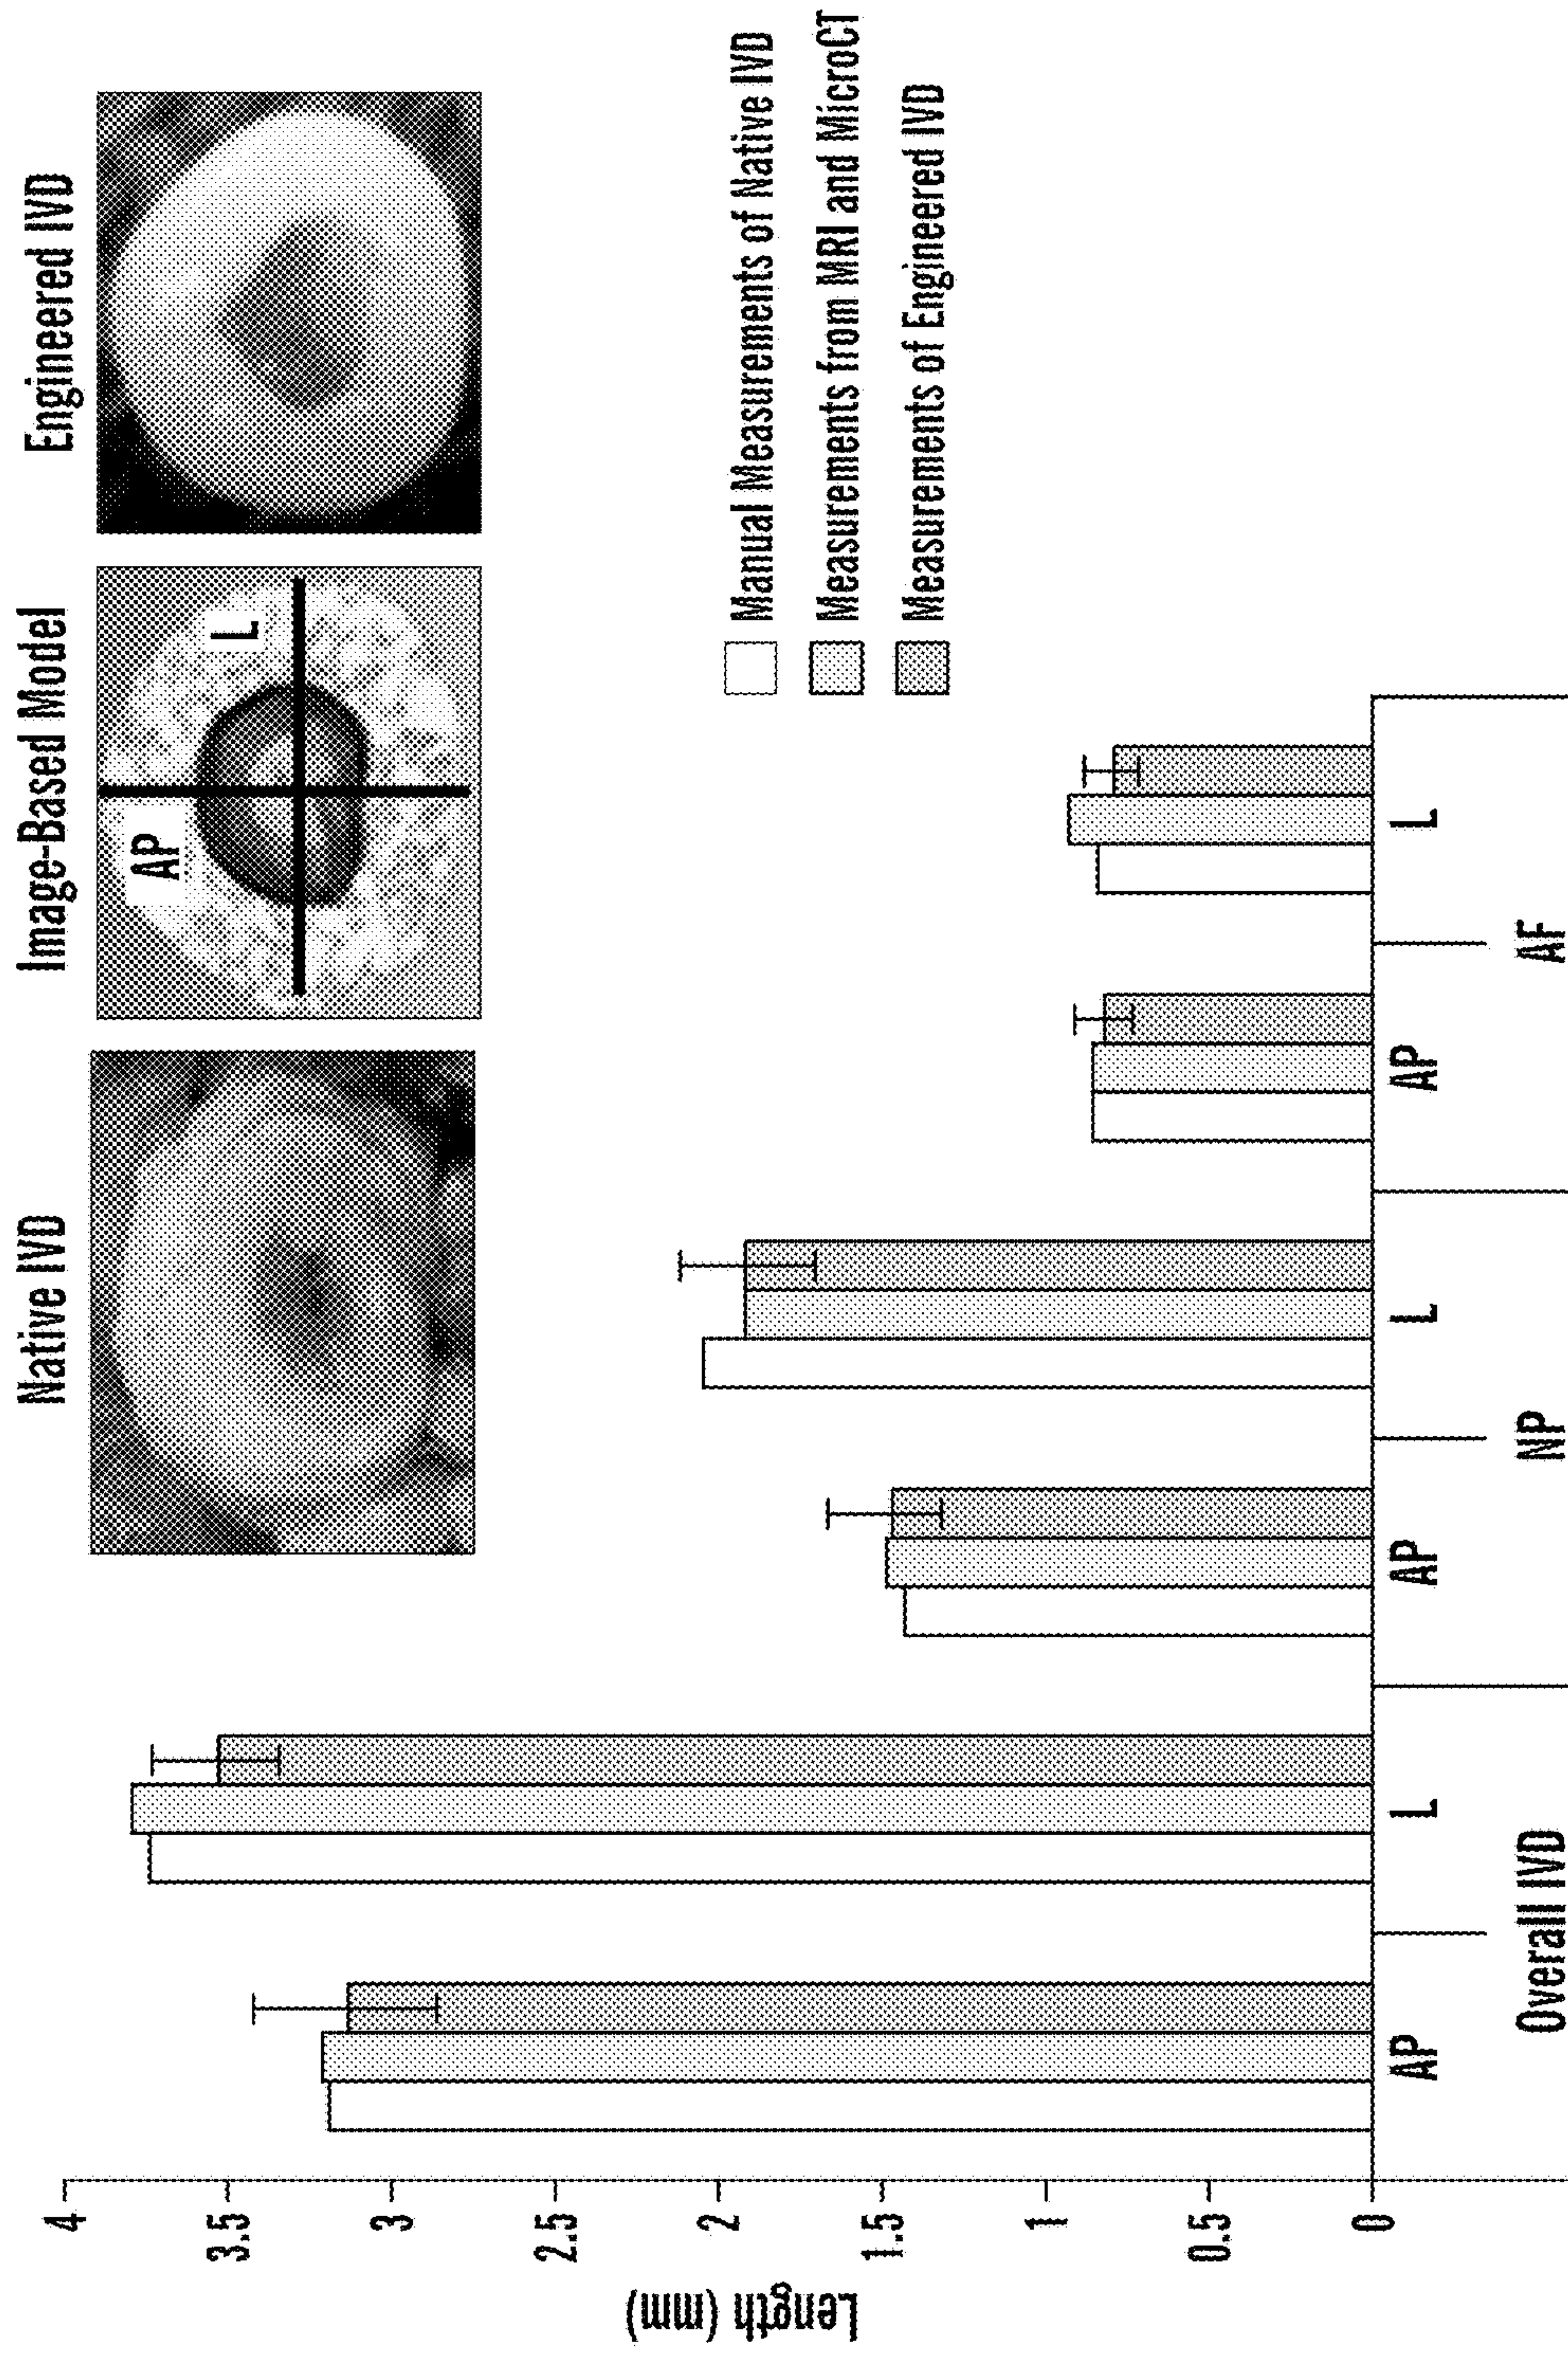 Native IVD
Image-Based Model
Engineered IVD
AP
L
Manual Measurements of Native IVD
Measurements from MRI and MicroCT
Measurements of Engineered IVD
Length (mm)
4
3.5
3
2.5
2
1.5
1
0.5
0
AP
L
AP
L
AP
L
Overall IVD
NP
AF